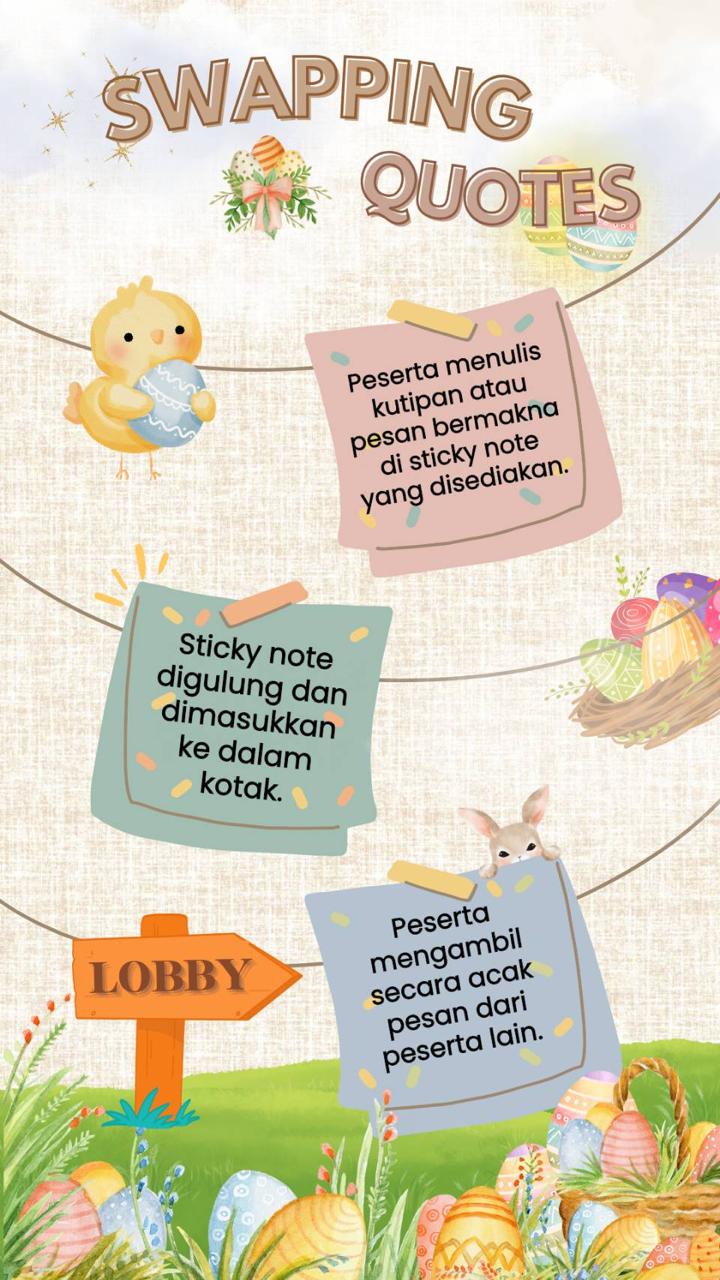 SWAPPING
QUOTES
Peserta menulis
kutipan atau
pesan bermakna
di sticky note
yang disediakan.
Sticky note
digulung dan
dimasukkan
ke dalam
kotak.
Peserta
mengambil
secara acak
pesan dari
peserta lain.
LOBBY